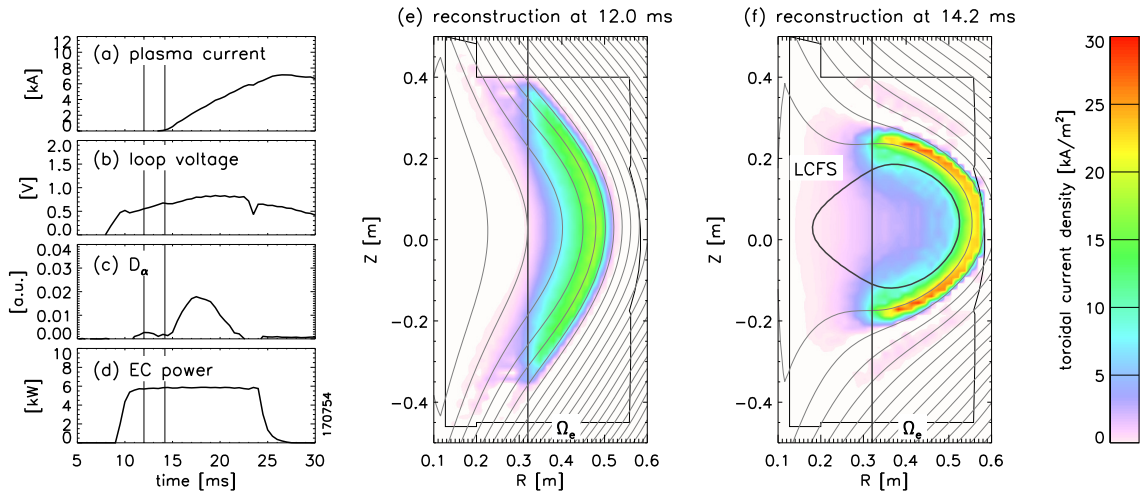 (a) plasma current
12
10
8
6
4
2
0
[kA]
(b) loop voltage
2.0
1.5
1.0
0.5
0.0
[V]
(c) Dα
0.04
0.03
0.02
0.01
0.00
[a.u.]
(d) EC power
10
8
6
4
2
0
[kW]
5 10 15 20 25 30
time [ms]
170754
(e) reconstruction at 12.0 ms
0.4
0.2
0.0
−0.2
−0.4
Z [m]
Ωe
0.1 0.2 0.3 0.4 0.5 0.6
R [m]
(f) reconstruction at 14.2 ms
0.4
0.2
0.0
−0.2
−0.4
Z [m]
LCFS
Ωe
0.1 0.2 0.3 0.4 0.5 0.6
R [m]
toroidal current density [kA/m²]
30
25
20
15
10
5
0